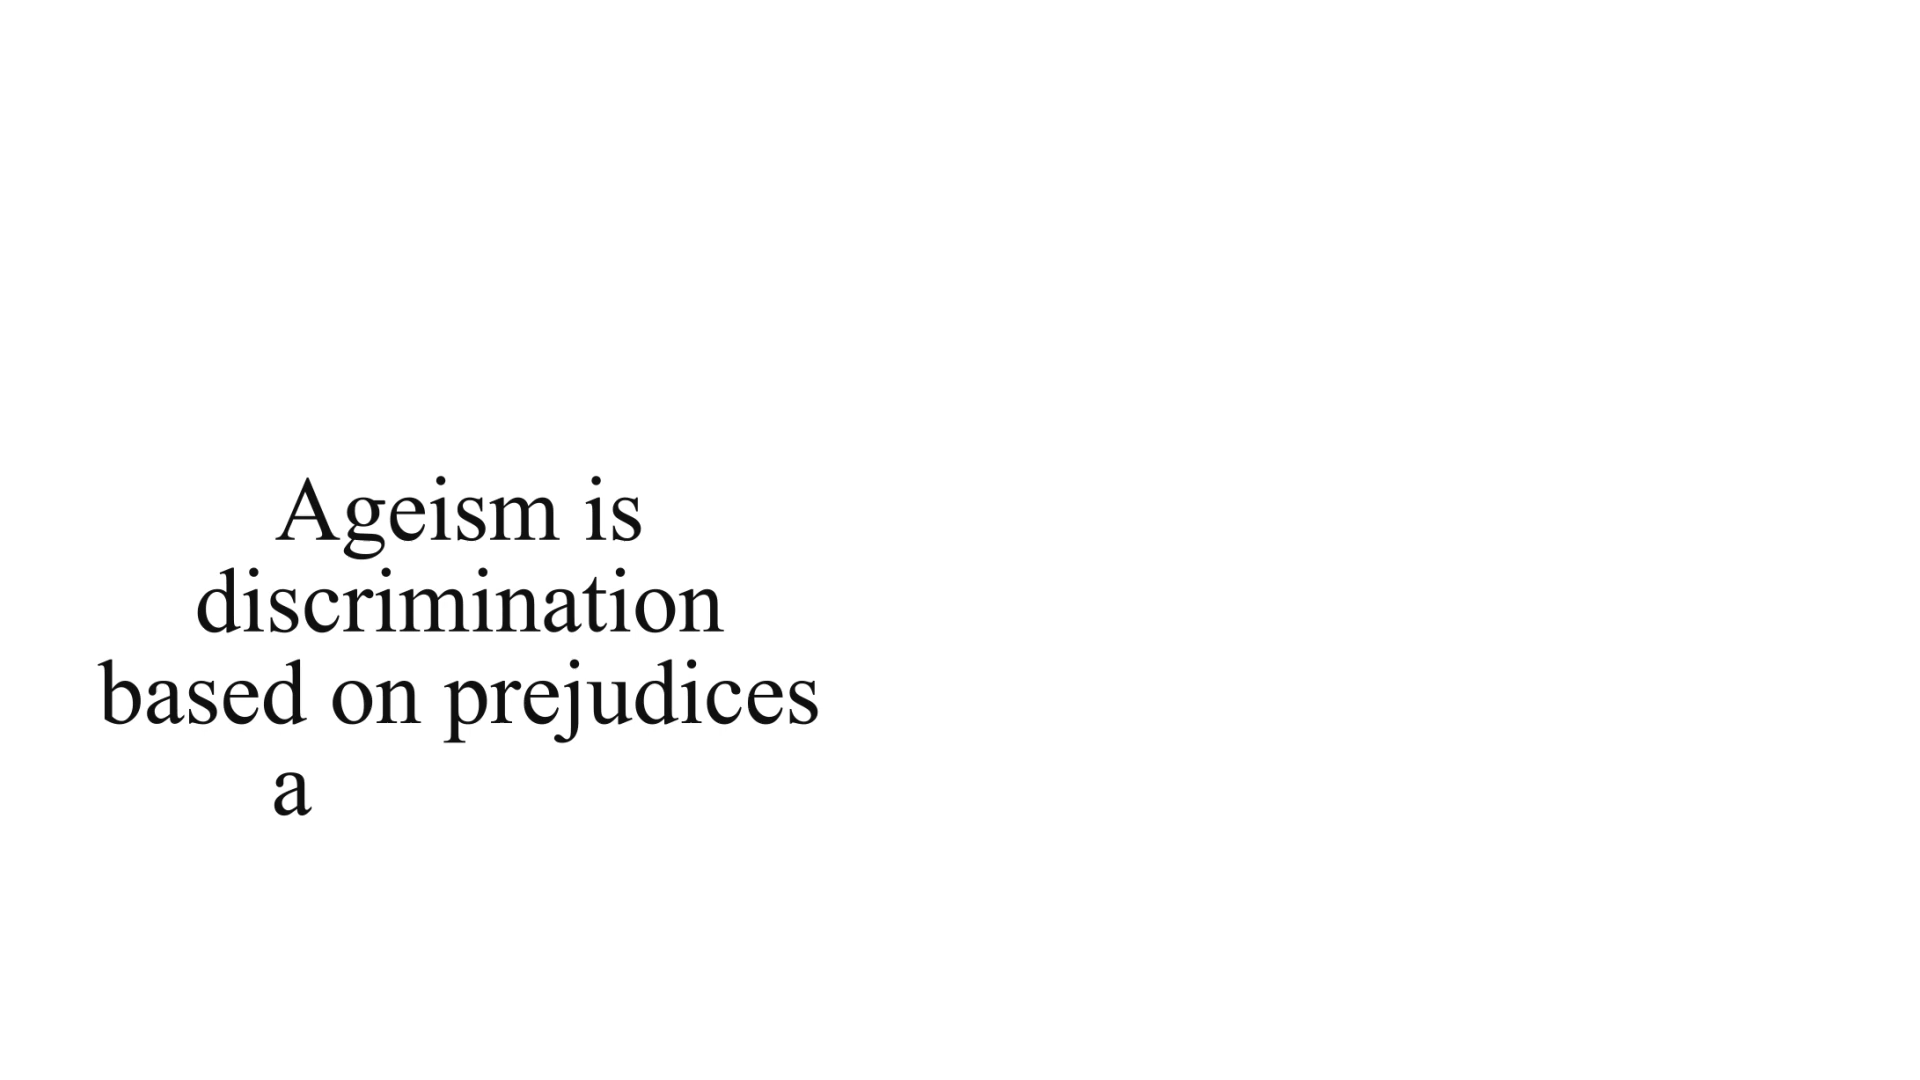 Ageism is
discrimination
based on prejudices
a